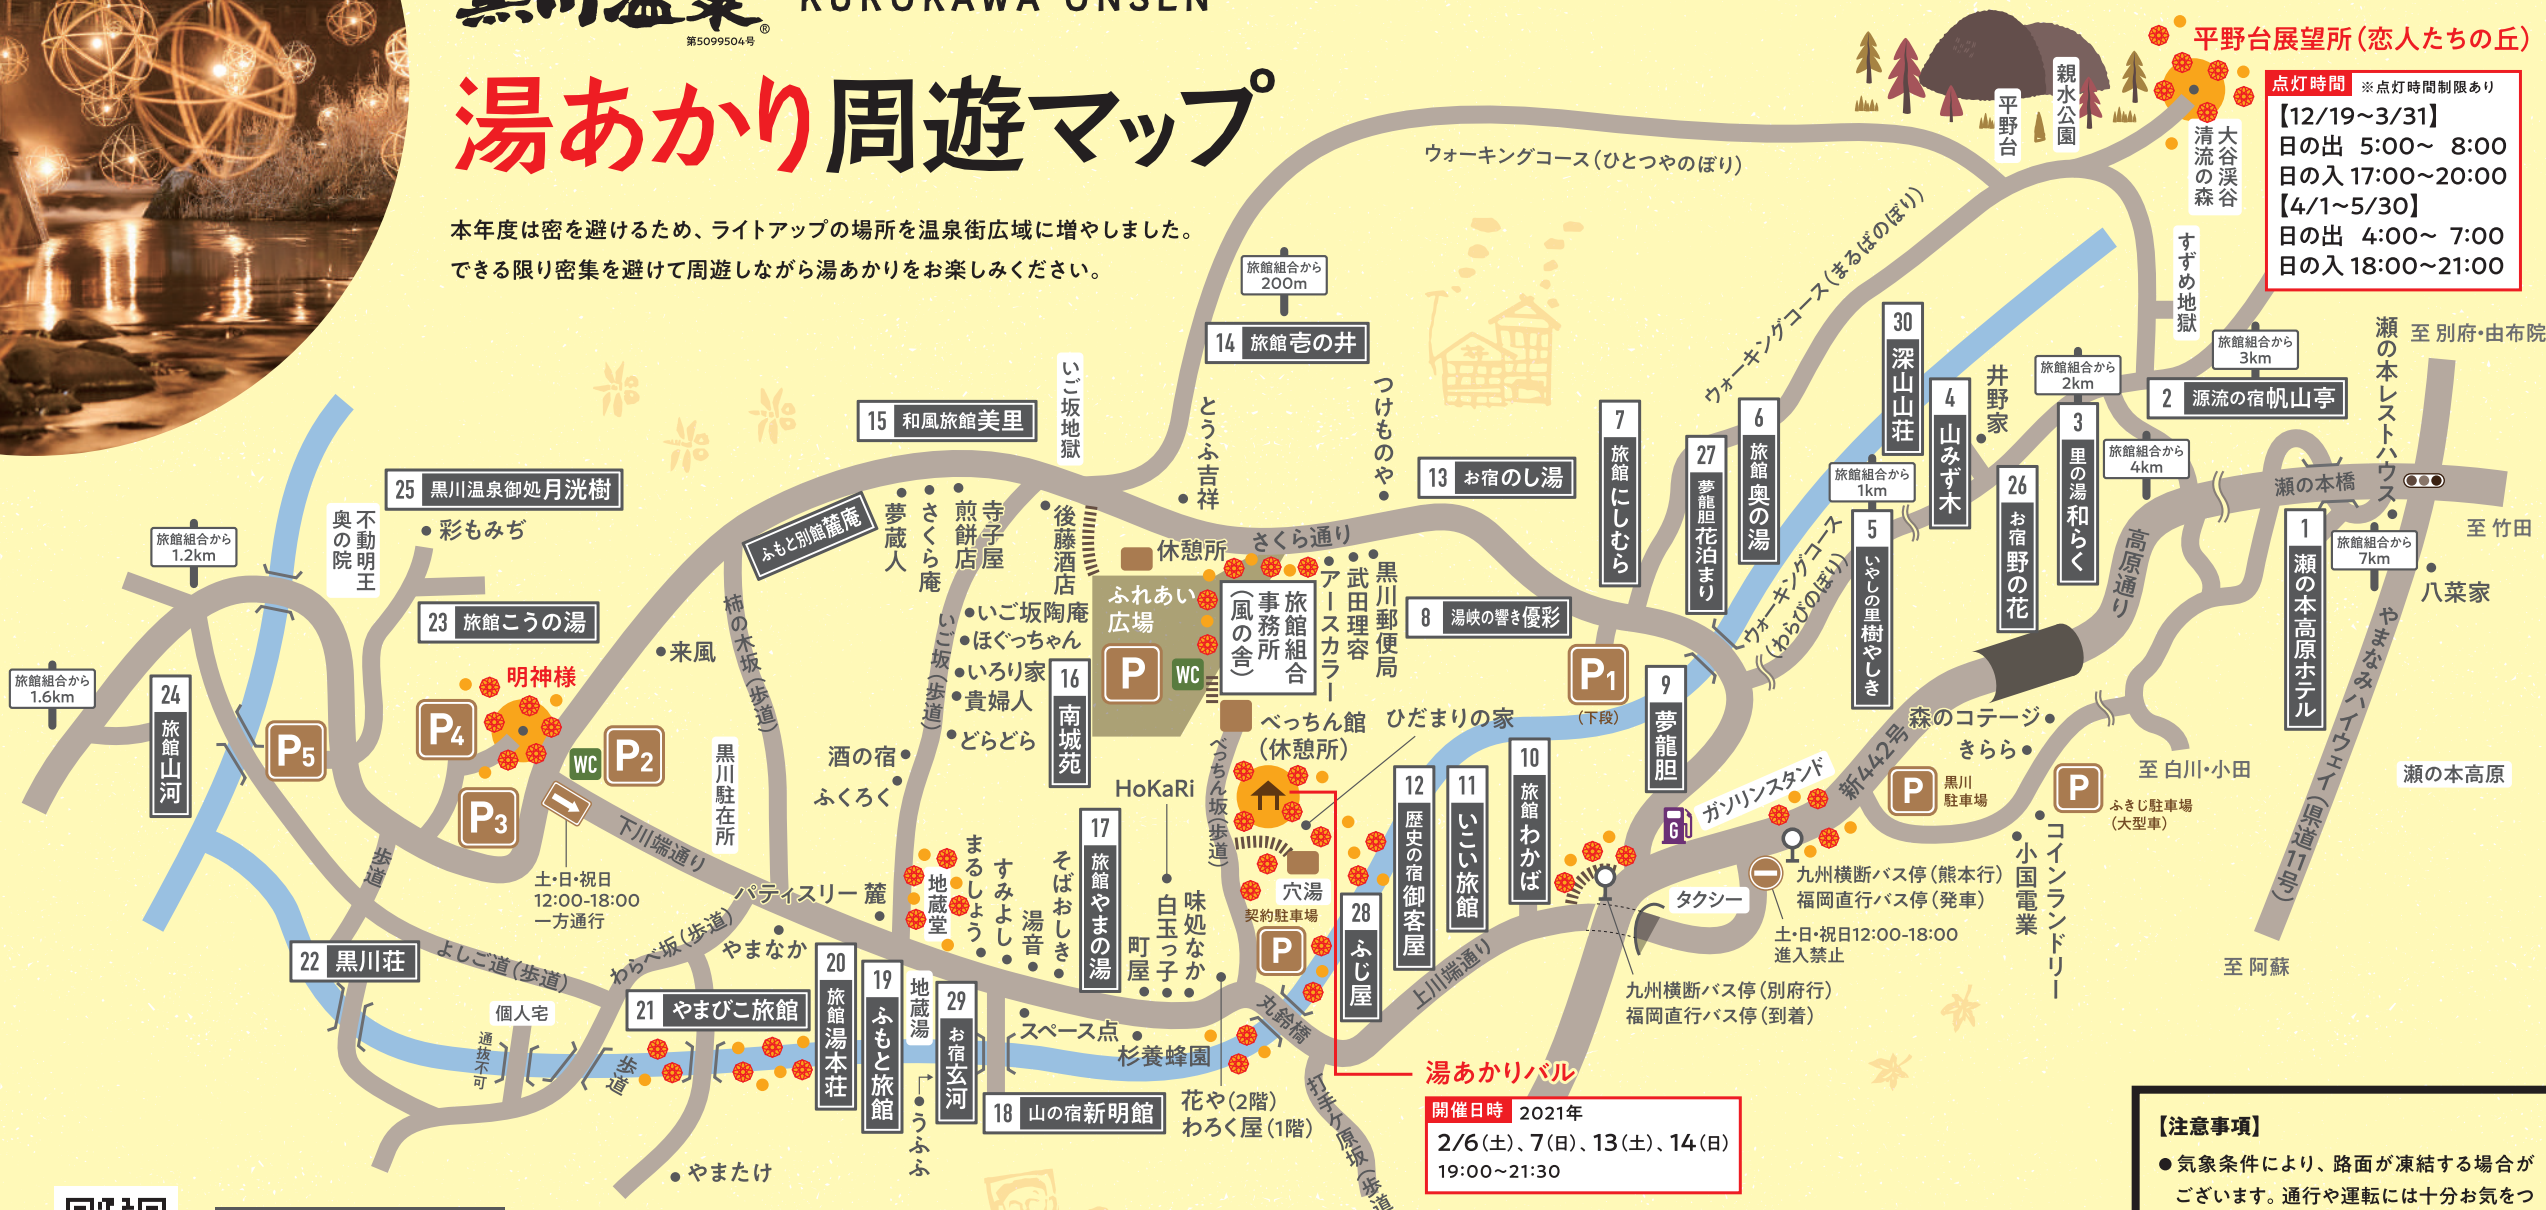 黒川温泉 ®
KUROKAWA ONSEN
第5099504号
湯あかり周遊マップ
本年度は密を避けるため、ライトアップの場所を温泉街広域に増やしました。
できる限り密集を避けて周遊しながら湯あかりをお楽しみください。
平野台展望所(恋人たちの丘)
点灯時間 ※点灯時間制限あり
【12/19〜3/31】
日の出 5:00〜 8:00
日の入 17:00〜20:00
【4/1〜5/30】
日の出 4:00〜 7:00
日の入 18:00〜21:00
平野台
親水公園
大谷渓谷
清流の森
すずめ地獄
ウォーキングコース(ひとつやのぼり)
ウォーキングコース(まるばのぼり)
ウォーキングコース
(わらびのぼり)
旅館組合から
200m
14 旅館壱の井
15 和風旅館美里
いご坂地獄
とうふ吉祥
つけものや
13 お宿のし湯
7 旅館にしむら
27 夢龍胆花泊まり
6 旅館奥の湯
30 深山山荘
4 山みず木
井野家
旅館組合から
2km
3 里の湯和らく
旅館組合から
3km
2 源流の宿帆山亭
旅館組合から
4km
旅館組合から
1km
5 いやしの里樹やしき
26 お宿野の花
高原通り
瀬の本橋
瀬の本レストハウス
至 別府・由布院
至 竹田
1 瀬の本高原ホテル
旅館組合から
7km
八菜家
やまなみハイウェイ(県道11号)
瀬の本高原
至 阿蘇
至 白川・小田
25 黒川温泉御処月洸樹
彩もみぢ
不動明王
奥の院
旅館組合から
1.2km
23 旅館こうの湯
旅館組合から
1.6km
24 旅館山河
P5
P4
P3
明神様
WC
P2
来風
ふもと別館麓庵
柿の木坂(歩道)
夢蔵人
さくら庵
煎餅店
寺子屋
後藤酒店
いご坂(歩道)
いご坂陶庵
ほぐっちゃん
いろり家
貴婦人
どらどら
酒の宿
ふくろく
16 南城苑
休憩所
さくら通り
ふれあい
広場
P
WC
旅館組合
事務所
(風の舎)
アースカラー
武田理容
黒川郵便局
8 湯峡の響き優彩
P1
(下段)
9 夢龍胆
べっちん館
(休憩所)
ひだまりの家
べっちん坂(歩道)
HoKaRi
穴湯
契約駐車場
P
12 歴史の宿御客屋
11 いこい旅館
10 旅館わかば
28 ふじ屋
17 旅館やまの湯
味処なか
白玉っ子
町屋
まるしょう
すみよし
湯音
そばおしき
地蔵堂
黒川駐在所
下川端通り
土・日・祝日
12:00-18:00
一方通行
歩道
パティスリー麓
やまなか
わらべ坂(歩道)
よしご道(歩道)
22 黒川荘
個人宅
通抜不可
歩道
21 やまびこ旅館
20 旅館湯本荘
19 ふもと旅館
地蔵湯
29 お宿玄河
うふふ
やまたけ
18 山の宿新明館
スペース点
杉養蜂園
花や(2階)
わろく屋(1階)
丸鈴橋
打手ケ原坂(歩道
上川端通り
ガソリンスタンド
G
新442号
森のコテージ
きらら
P
黒川
駐車場
P
ふきじ駐車場
(大型車)
コインランドリー
小国電業
タクシー
九州横断バス停(熊本行)
福岡直行バス停(発車)
土・日・祝日12:00-18:00
進入禁止
九州横断バス停(別府行)
福岡直行バス停(到着)
湯あかりバル
開催日時 2021年
2/6(土)、7(日)、13(土)、14(日)
19:00〜21:30
【注意事項】
●気象条件により、路面が凍結する場合が
ございます。通行や運転には十分お気をつ